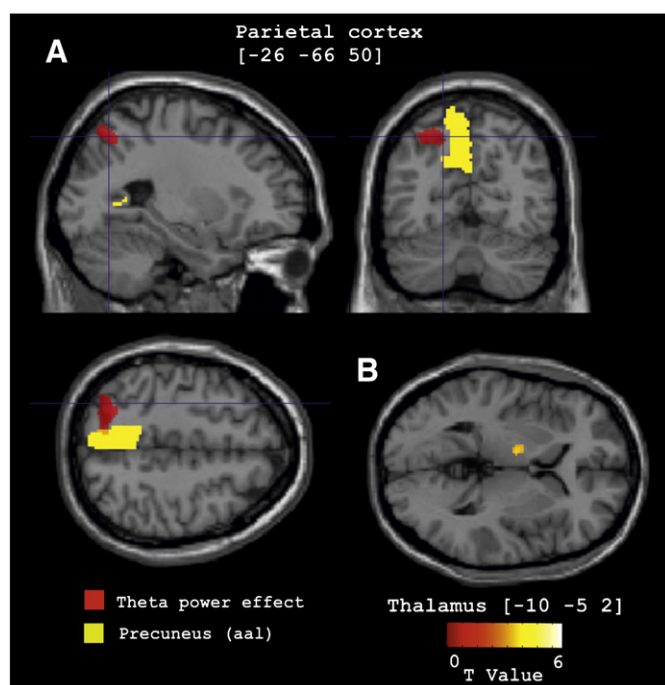 A
Parietal cortex
[-26 -66 50]
B
Theta power effect
Precuneus (aal)
Thalamus [-10 -5 2]
0 6
T Value